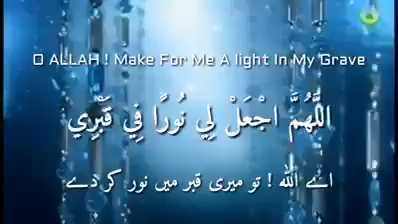 O ALLAH ! Make For Me A light In My Grave
اللَّهُمَّ اجْعَلْ لِي نُورًا فِي قَبْرِي
اے اللہ ! تو میری قبر میں نور کر دے